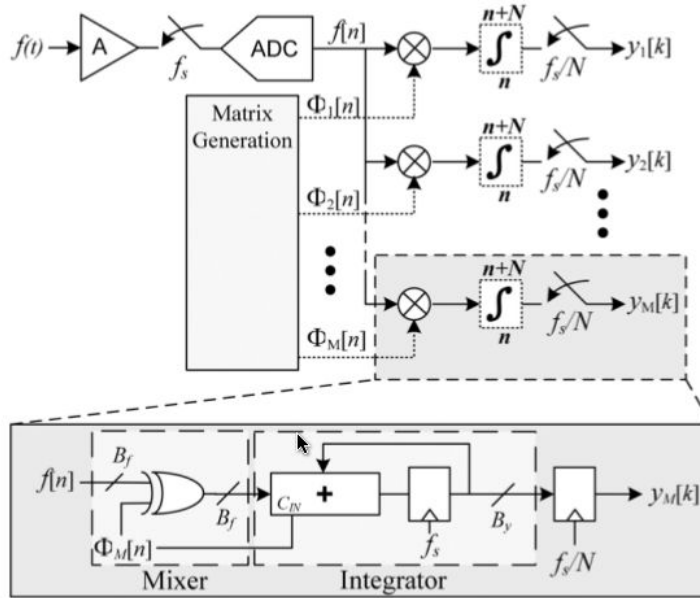 f(t) A f_s ADC f[n] n+N ∫ n f_s/N y_1[k]
Matrix Generation
Φ_1[n]
n+N ∫ n f_s/N y_2[k]
Φ_2[n]
n+N ∫ n f_s/N y_M[k]
Φ_M[n]
f[n] B_f B_f C_IN + f_s B_y f_s/N y_M[k]
Φ_M[n]
Mixer Integrator